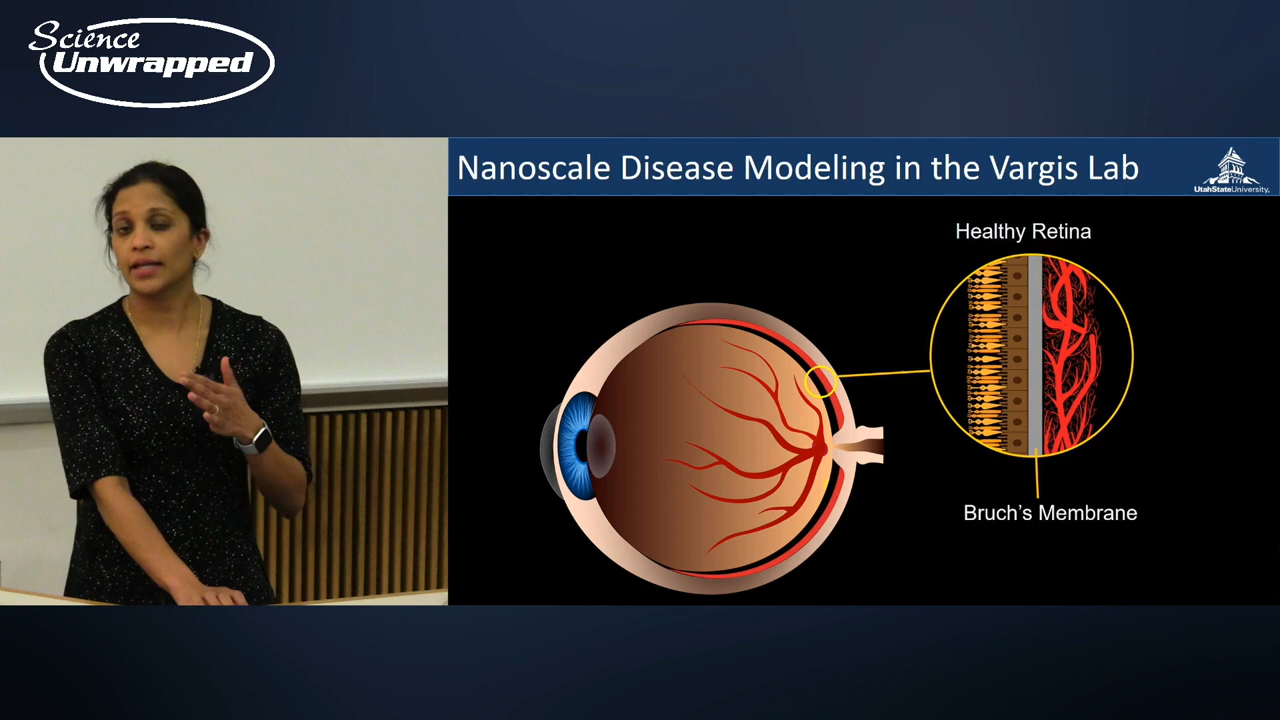 Science
Unwrapped
Nanoscale Disease Modeling in the Vargis Lab
UtahStateUniversity.
Healthy Retina
Bruch's Membrane